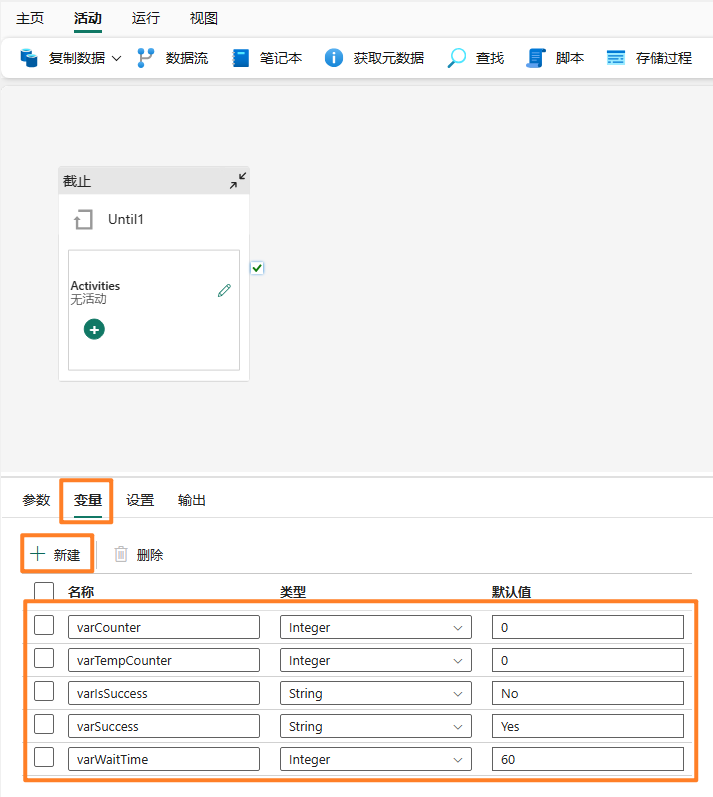 主页 活动 运行 视图
复制数据 数据流 笔记本 获取元数据 查找 脚本 存储过程
截止
Until1
Activities
无活动
参数 变量 设置 输出
新建 删除
名称 类型 默认值
varCounter Integer 0
varTempCounter Integer 0
varIsSuccess String No
varSuccess String Yes
varWaitTime Integer 60